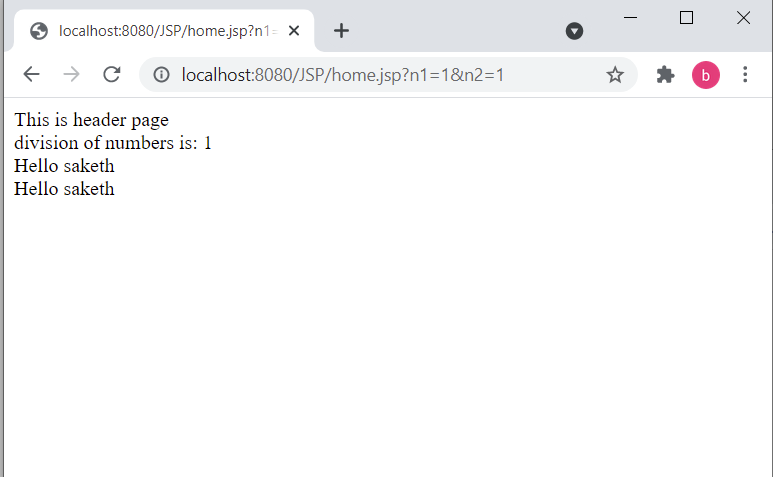 localhost:8080/JSP/home.jsp?n1=
localhost:8080/JSP/home.jsp?n1=1&n2=1
b
This is header page
division of numbers is: 1
Hello saketh
Hello saketh